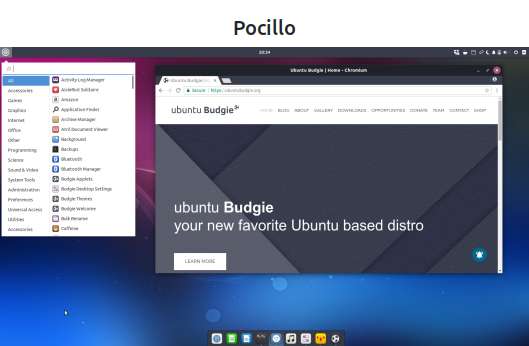 Pocillo
20:34
All
Accessories
Games
Graphics
Internet
Office
Other
Programming
Science
Sound & Video
System Tools
Administration
Preferences
Universal Access
Utilities
Accessories
Activity Log Manager
AisleRiot Solitaire
Amazon
Application Finder
Archive Manager
Atril Document Viewer
Background
Backups
Bluetooth
Bluetooth Manager
Budgie Applets
Budgie Desktop Settings
Budgie Themes
Budgie Welcome
Bulk Rename
Caffeine
Ubuntu Budgie | Home - Chromium
Ubuntu Budgie | H
Secure https://ubuntubudgie.org
ubuntu Budgie
HOME BLOG ABOUT GALLERY DOWNLOADS OPPORTUNITIES DONATE TEAM CONTACT SHOP
ubuntu Budgie
your new favorite Ubuntu based distro
LEARN MORE